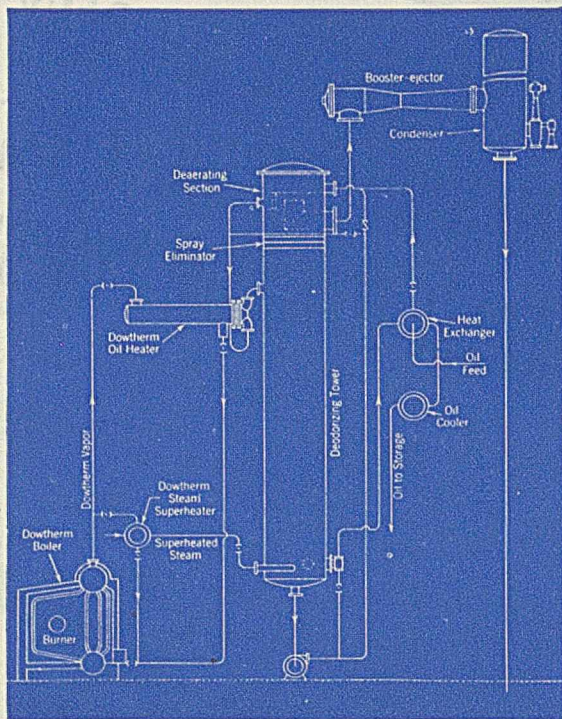 Booster-ejector
Condenser
Deaerating
Section
Spray
Eliminator
Dowtherm
Oil Heater
Heat
Exchanger
Oil
Feed
Oil
Cooler
Deodorizing Tower
Oil to Storage
Dowtherm Vapor
Dowtherm
Steam
Superheater
Superheated
Steam
Dowtherm
Boiler
Burner